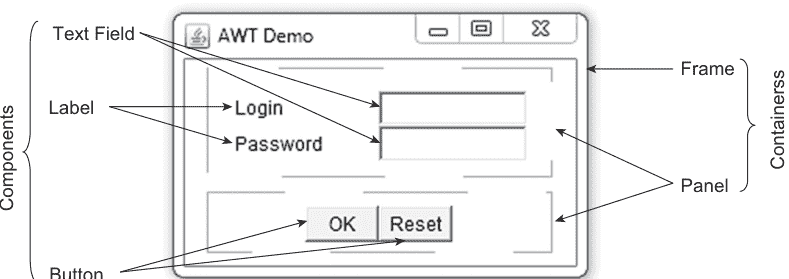 Text Field
AWT Demo
Frame
Label
Login
Password
Components
Containerss
Panel
OK
Reset
Button